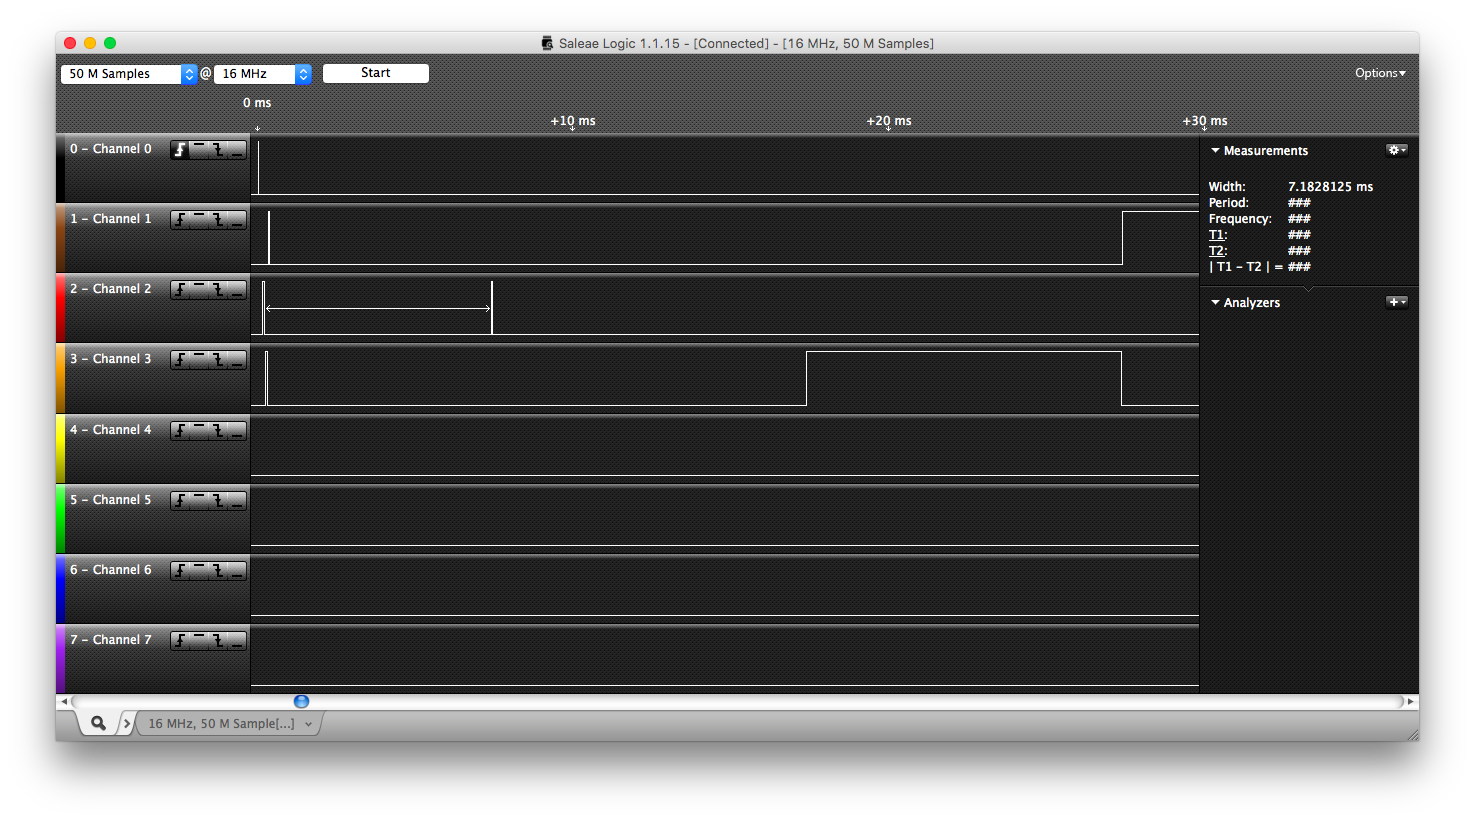 Saleae Logic 1.1.15 - [Connected] - [16 MHz, 50 M Samples]
50 M Samples @ 16 MHz Start Options
0 ms
+10 ms +20 ms +30 ms
0 - Channel 0
1 - Channel 1
2 - Channel 2
3 - Channel 3
4 - Channel 4
5 - Channel 5
6 - Channel 6
7 - Channel 7
Measurements
Width: 7.1828125 ms
Period: ###
Frequency: ###
T1: ###
T2: ###
| T1 - T2 | = ###
Analyzers
16 MHz, 50 M Sample[...]